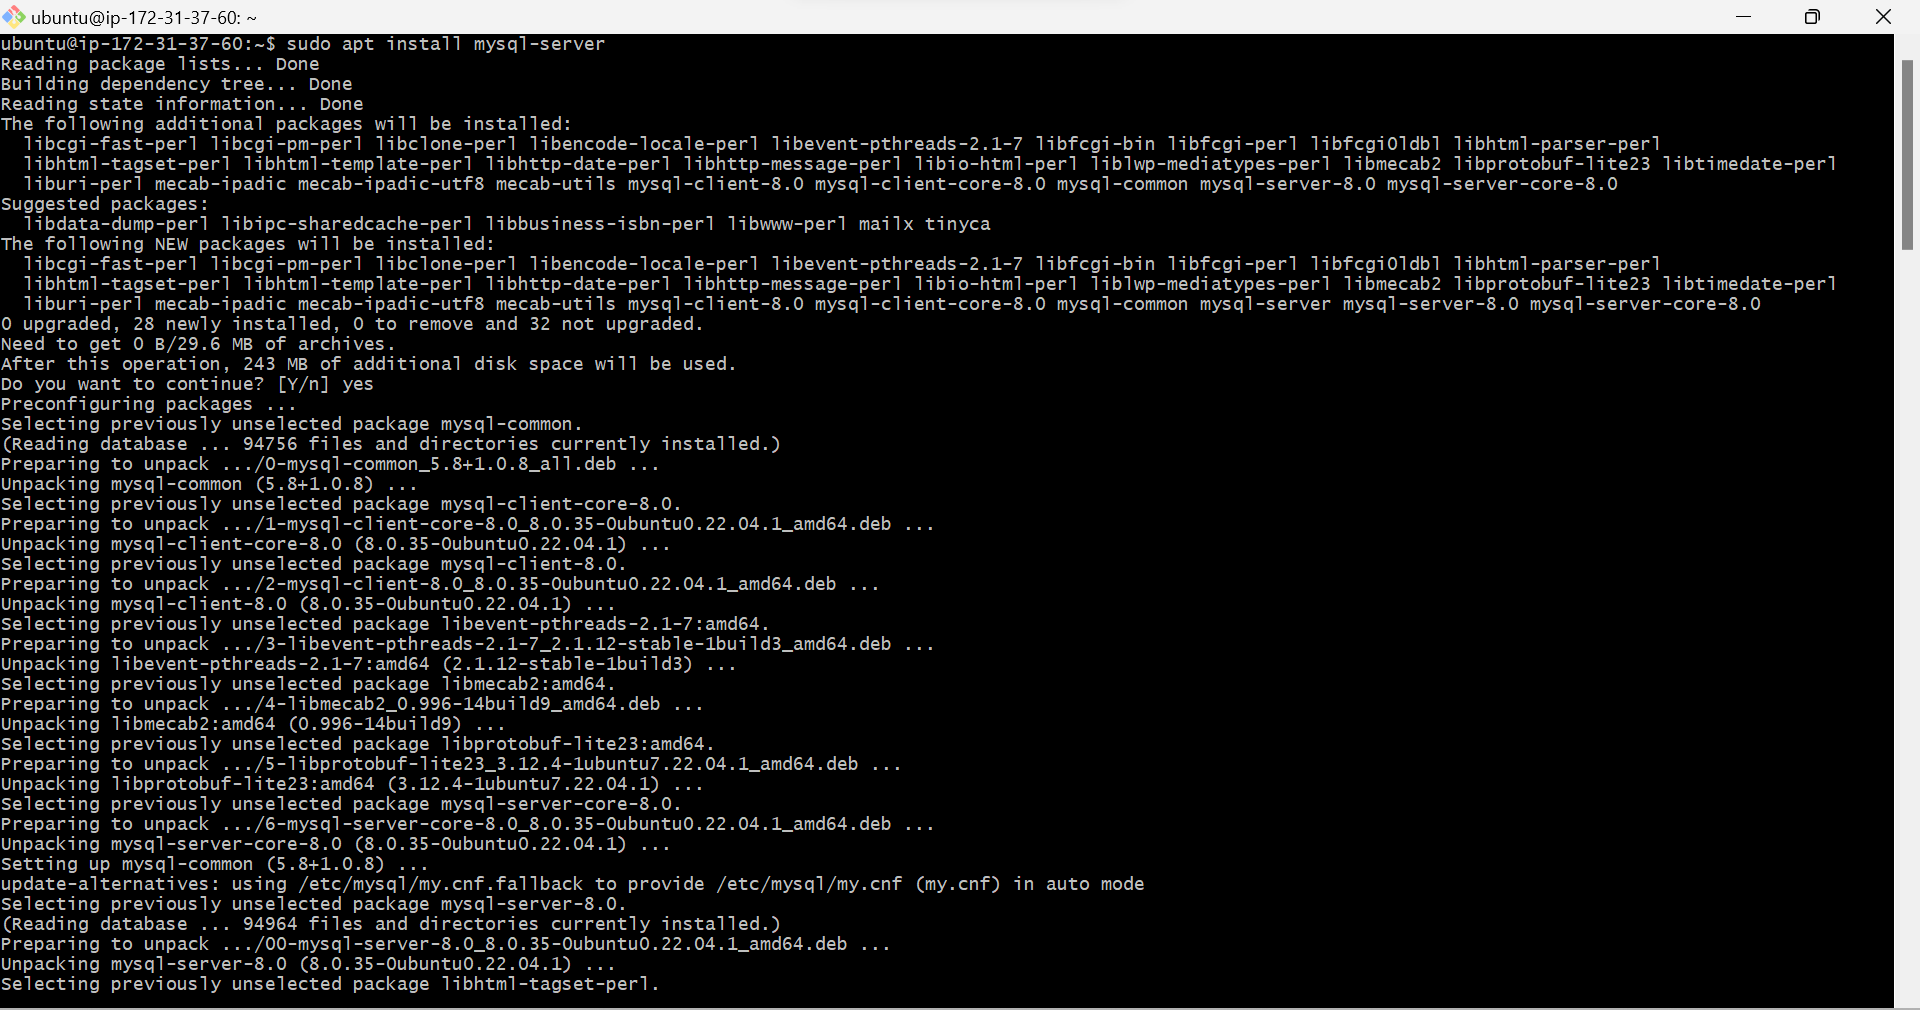 ubuntu@ip-172-31-37-60: ~
ubuntu@ip-172-31-37-60:~$ sudo apt install mysql-server
Reading package lists... Done
Building dependency tree... Done
Reading state information... Done
The following additional packages will be installed:
  libcgi-fast-perl libcgi-pm-perl libclone-perl libencode-locale-perl libevent-pthreads-2.1-7 libfcgi-bin libfcgi-perl libfcgi0ldbl libhtml-parser-perl
  libhtml-tagset-perl libhtml-template-perl libhttp-date-perl libhttp-message-perl libio-html-perl liblwp-mediatypes-perl libmecab2 libprotobuf-lite23 libtimedate-perl
  liburi-perl mecab-ipadic mecab-ipadic-utf8 mecab-utils mysql-client-8.0 mysql-client-core-8.0 mysql-common mysql-server-8.0 mysql-server-core-8.0
Suggested packages:
  libdata-dump-perl libipc-sharedcache-perl libbusiness-isbn-perl libwww-perl mailx tinyca
The following NEW packages will be installed:
  libcgi-fast-perl libcgi-pm-perl libclone-perl libencode-locale-perl libevent-pthreads-2.1-7 libfcgi-bin libfcgi-perl libfcgi0ldbl libhtml-parser-perl
  libhtml-tagset-perl libhtml-template-perl libhttp-date-perl libhttp-message-perl libio-html-perl liblwp-mediatypes-perl libmecab2 libprotobuf-lite23 libtimedate-perl
  liburi-perl mecab-ipadic mecab-ipadic-utf8 mecab-utils mysql-client-8.0 mysql-client-core-8.0 mysql-common mysql-server mysql-server-8.0 mysql-server-core-8.0
0 upgraded, 28 newly installed, 0 to remove and 32 not upgraded.
Need to get 0 B/29.6 MB of archives.
After this operation, 243 MB of additional disk space will be used.
Do you want to continue? [Y/n] yes
Preconfiguring packages ...
Selecting previously unselected package mysql-common.
(Reading database ... 94756 files and directories currently installed.)
Preparing to unpack .../0-mysql-common_5.8+1.0.8_all.deb ...
Unpacking mysql-common (5.8+1.0.8) ...
Selecting previously unselected package mysql-client-core-8.0.
Preparing to unpack .../1-mysql-client-core-8.0_8.0.35-0ubuntu0.22.04.1_amd64.deb ...
Unpacking mysql-client-core-8.0 (8.0.35-0ubuntu0.22.04.1) ...
Selecting previously unselected package mysql-client-8.0.
Preparing to unpack .../2-mysql-client-8.0_8.0.35-0ubuntu0.22.04.1_amd64.deb ...
Unpacking mysql-client-8.0 (8.0.35-0ubuntu0.22.04.1) ...
Selecting previously unselected package libevent-pthreads-2.1-7:amd64.
Preparing to unpack .../3-libevent-pthreads-2.1-7_2.1.12-stable-1build3_amd64.deb ...
Unpacking libevent-pthreads-2.1-7:amd64 (2.1.12-stable-1build3) ...
Selecting previously unselected package libmecab2:amd64.
Preparing to unpack .../4-libmecab2_0.996-14build9_amd64.deb ...
Unpacking libmecab2:amd64 (0.996-14build9) ...
Selecting previously unselected package libprotobuf-lite23:amd64.
Preparing to unpack .../5-libprotobuf-lite23_3.12.4-1ubuntu7.22.04.1_amd64.deb ...
Unpacking libprotobuf-lite23:amd64 (3.12.4-1ubuntu7.22.04.1) ...
Selecting previously unselected package mysql-server-core-8.0.
Preparing to unpack .../6-mysql-server-core-8.0_8.0.35-0ubuntu0.22.04.1_amd64.deb ...
Unpacking mysql-server-core-8.0 (8.0.35-0ubuntu0.22.04.1) ...
Setting up mysql-common (5.8+1.0.8) ...
update-alternatives: using /etc/mysql/my.cnf.fallback to provide /etc/mysql/my.cnf (my.cnf) in auto mode
Selecting previously unselected package mysql-server-8.0.
(Reading database ... 94964 files and directories currently installed.)
Preparing to unpack .../00-mysql-server-8.0_8.0.35-0ubuntu0.22.04.1_amd64.deb ...
Unpacking mysql-server-8.0 (8.0.35-0ubuntu0.22.04.1) ...
Selecting previously unselected package libhtml-tagset-perl.